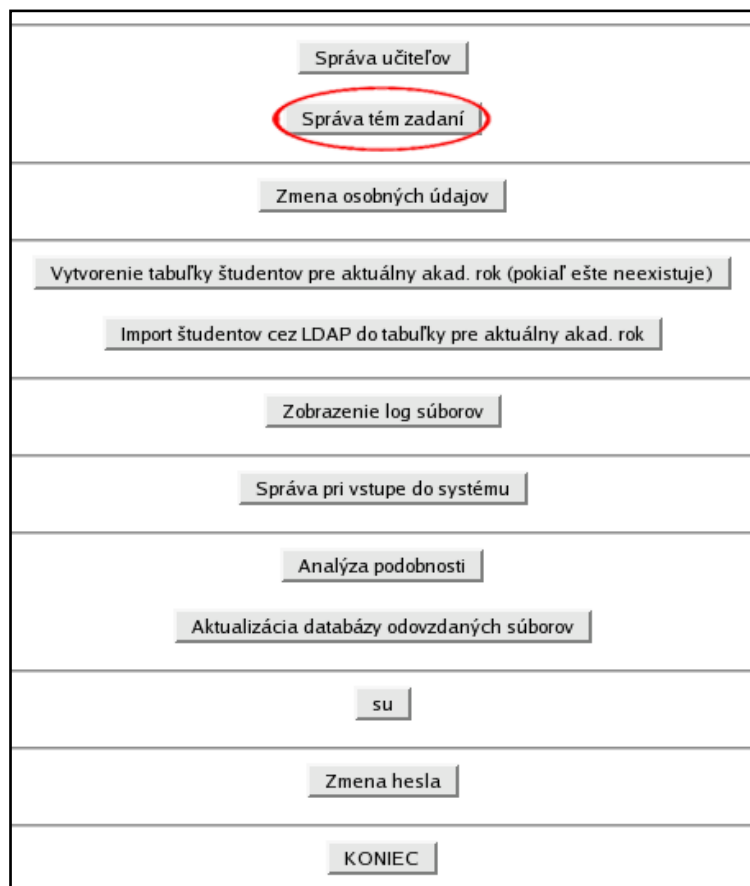 Správa učiteľov
Správa tém zadaní
Zmena osobných údajov
Vytvorenie tabuľky študentov pre aktuálny akad. rok (pokiaľ ešte neexistuje)
Import študentov cez LDAP do tabuľky pre aktuálny akad. rok
Zobrazenie log súborov
Správa pri vstupe do systému
Analýza podobnosti
Aktualizácia databázy odovzdaných súborov
su
Zmena hesla
KONIEC